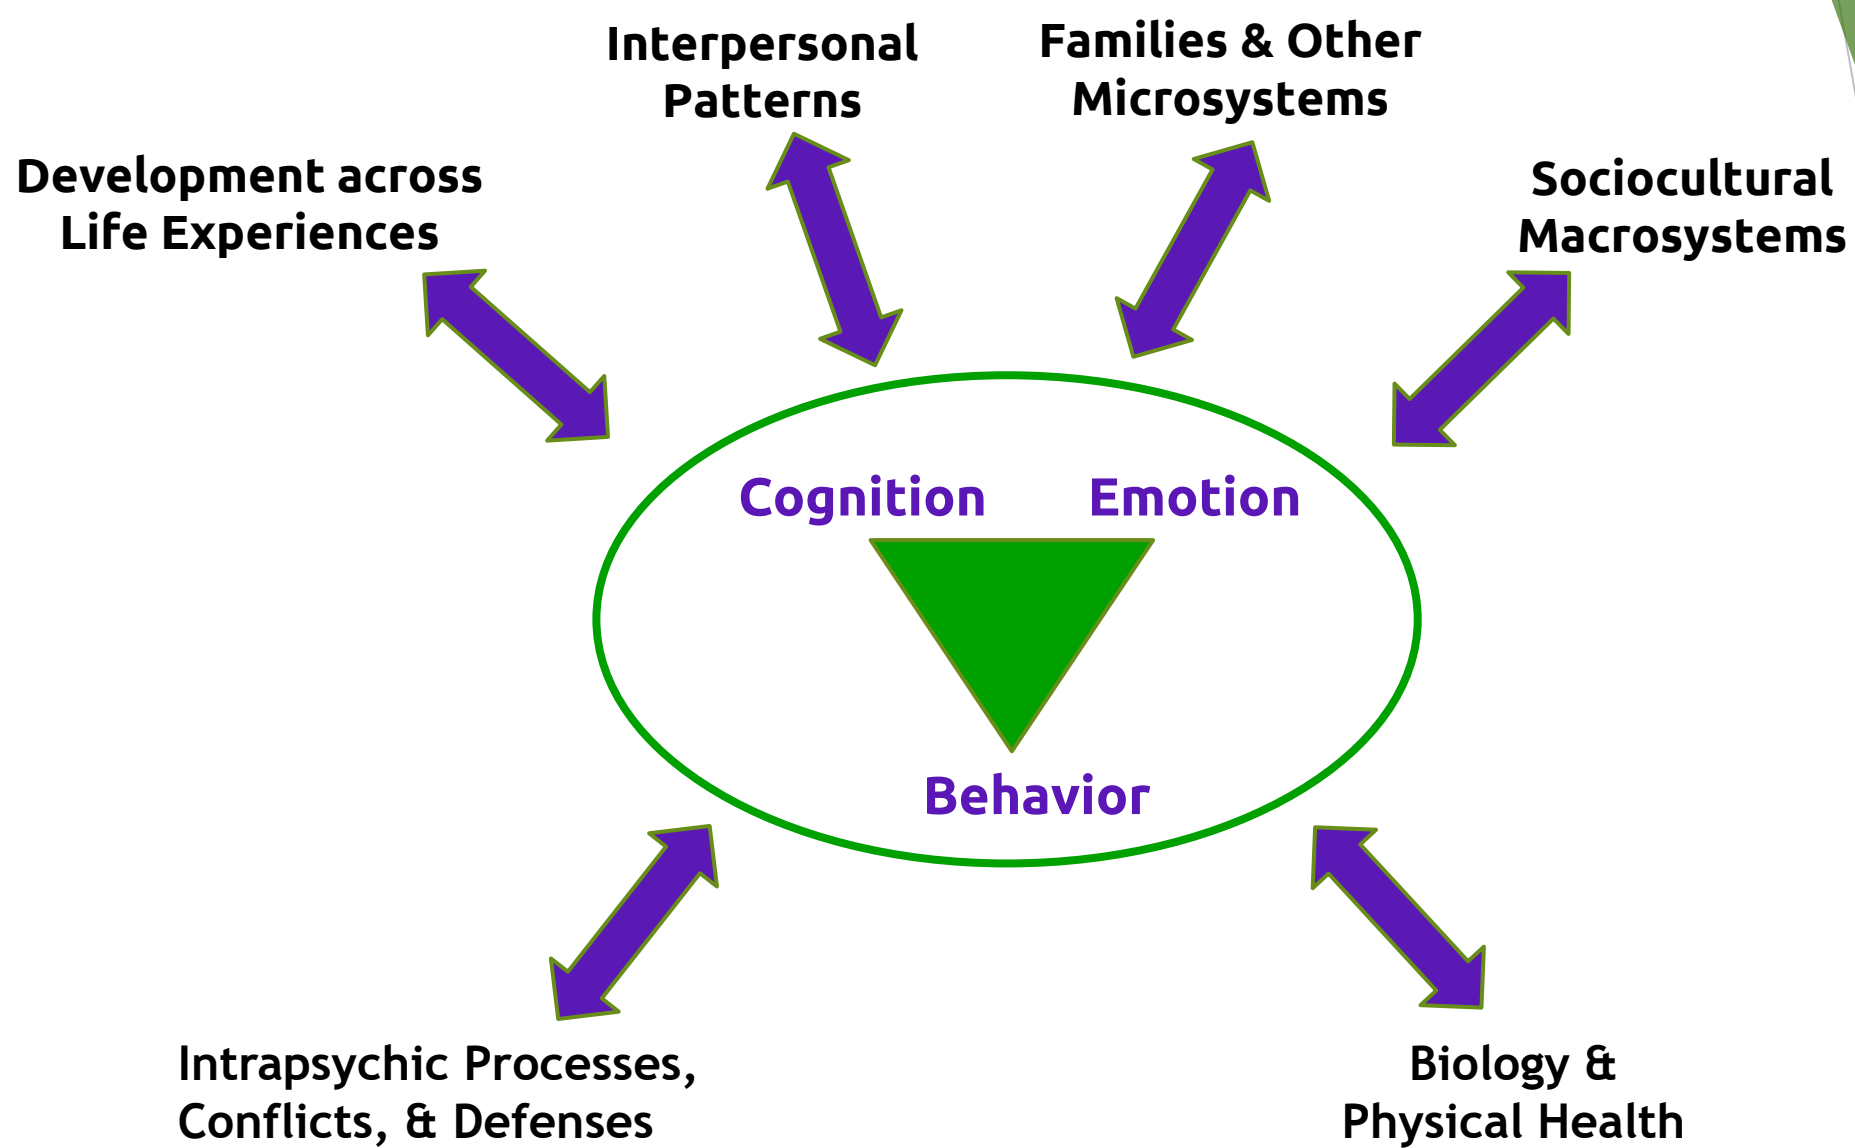 Interpersonal
Patterns
Families & Other
Microsystems
Development across
Life Experiences
Sociocultural
Macrosystems
Cognition
Emotion
Behavior
Intrapsychic Processes,
Conflicts, & Defenses
Biology &
Physical Health